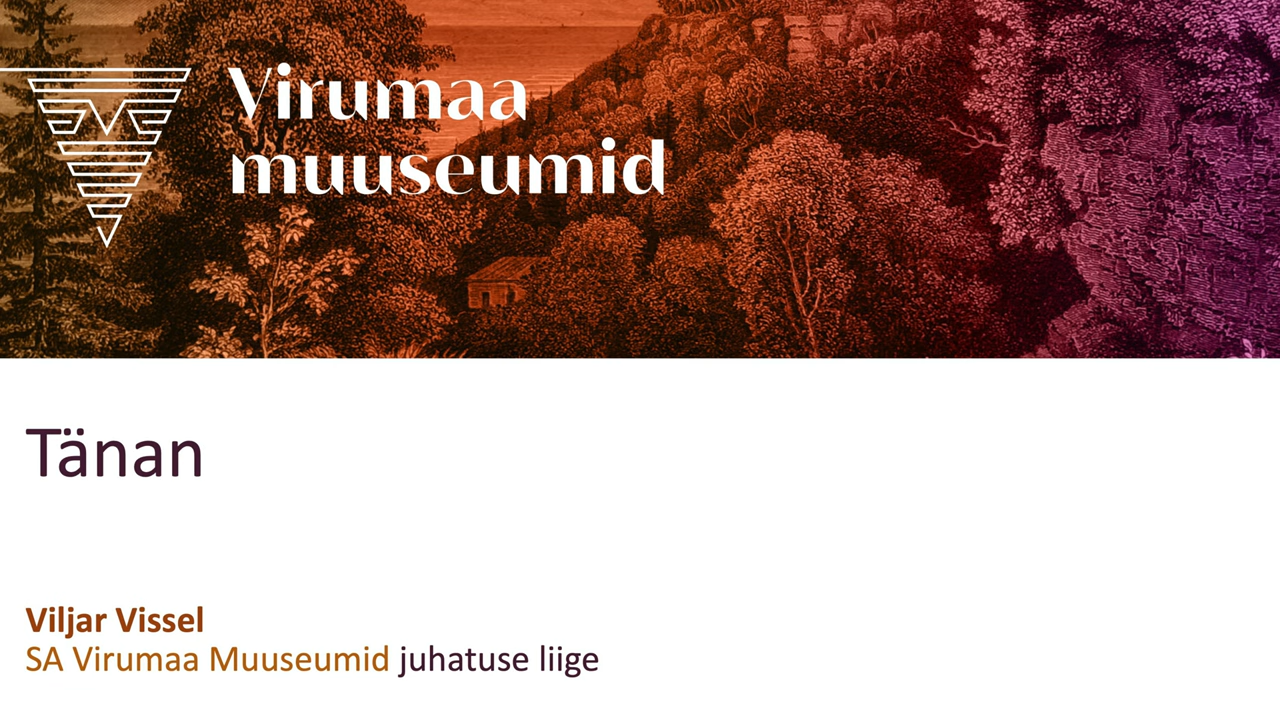 Virumaa
muuseumid
Tänan
Viljar Vissel
SA Virumaa Muuseumid juhatuse liige